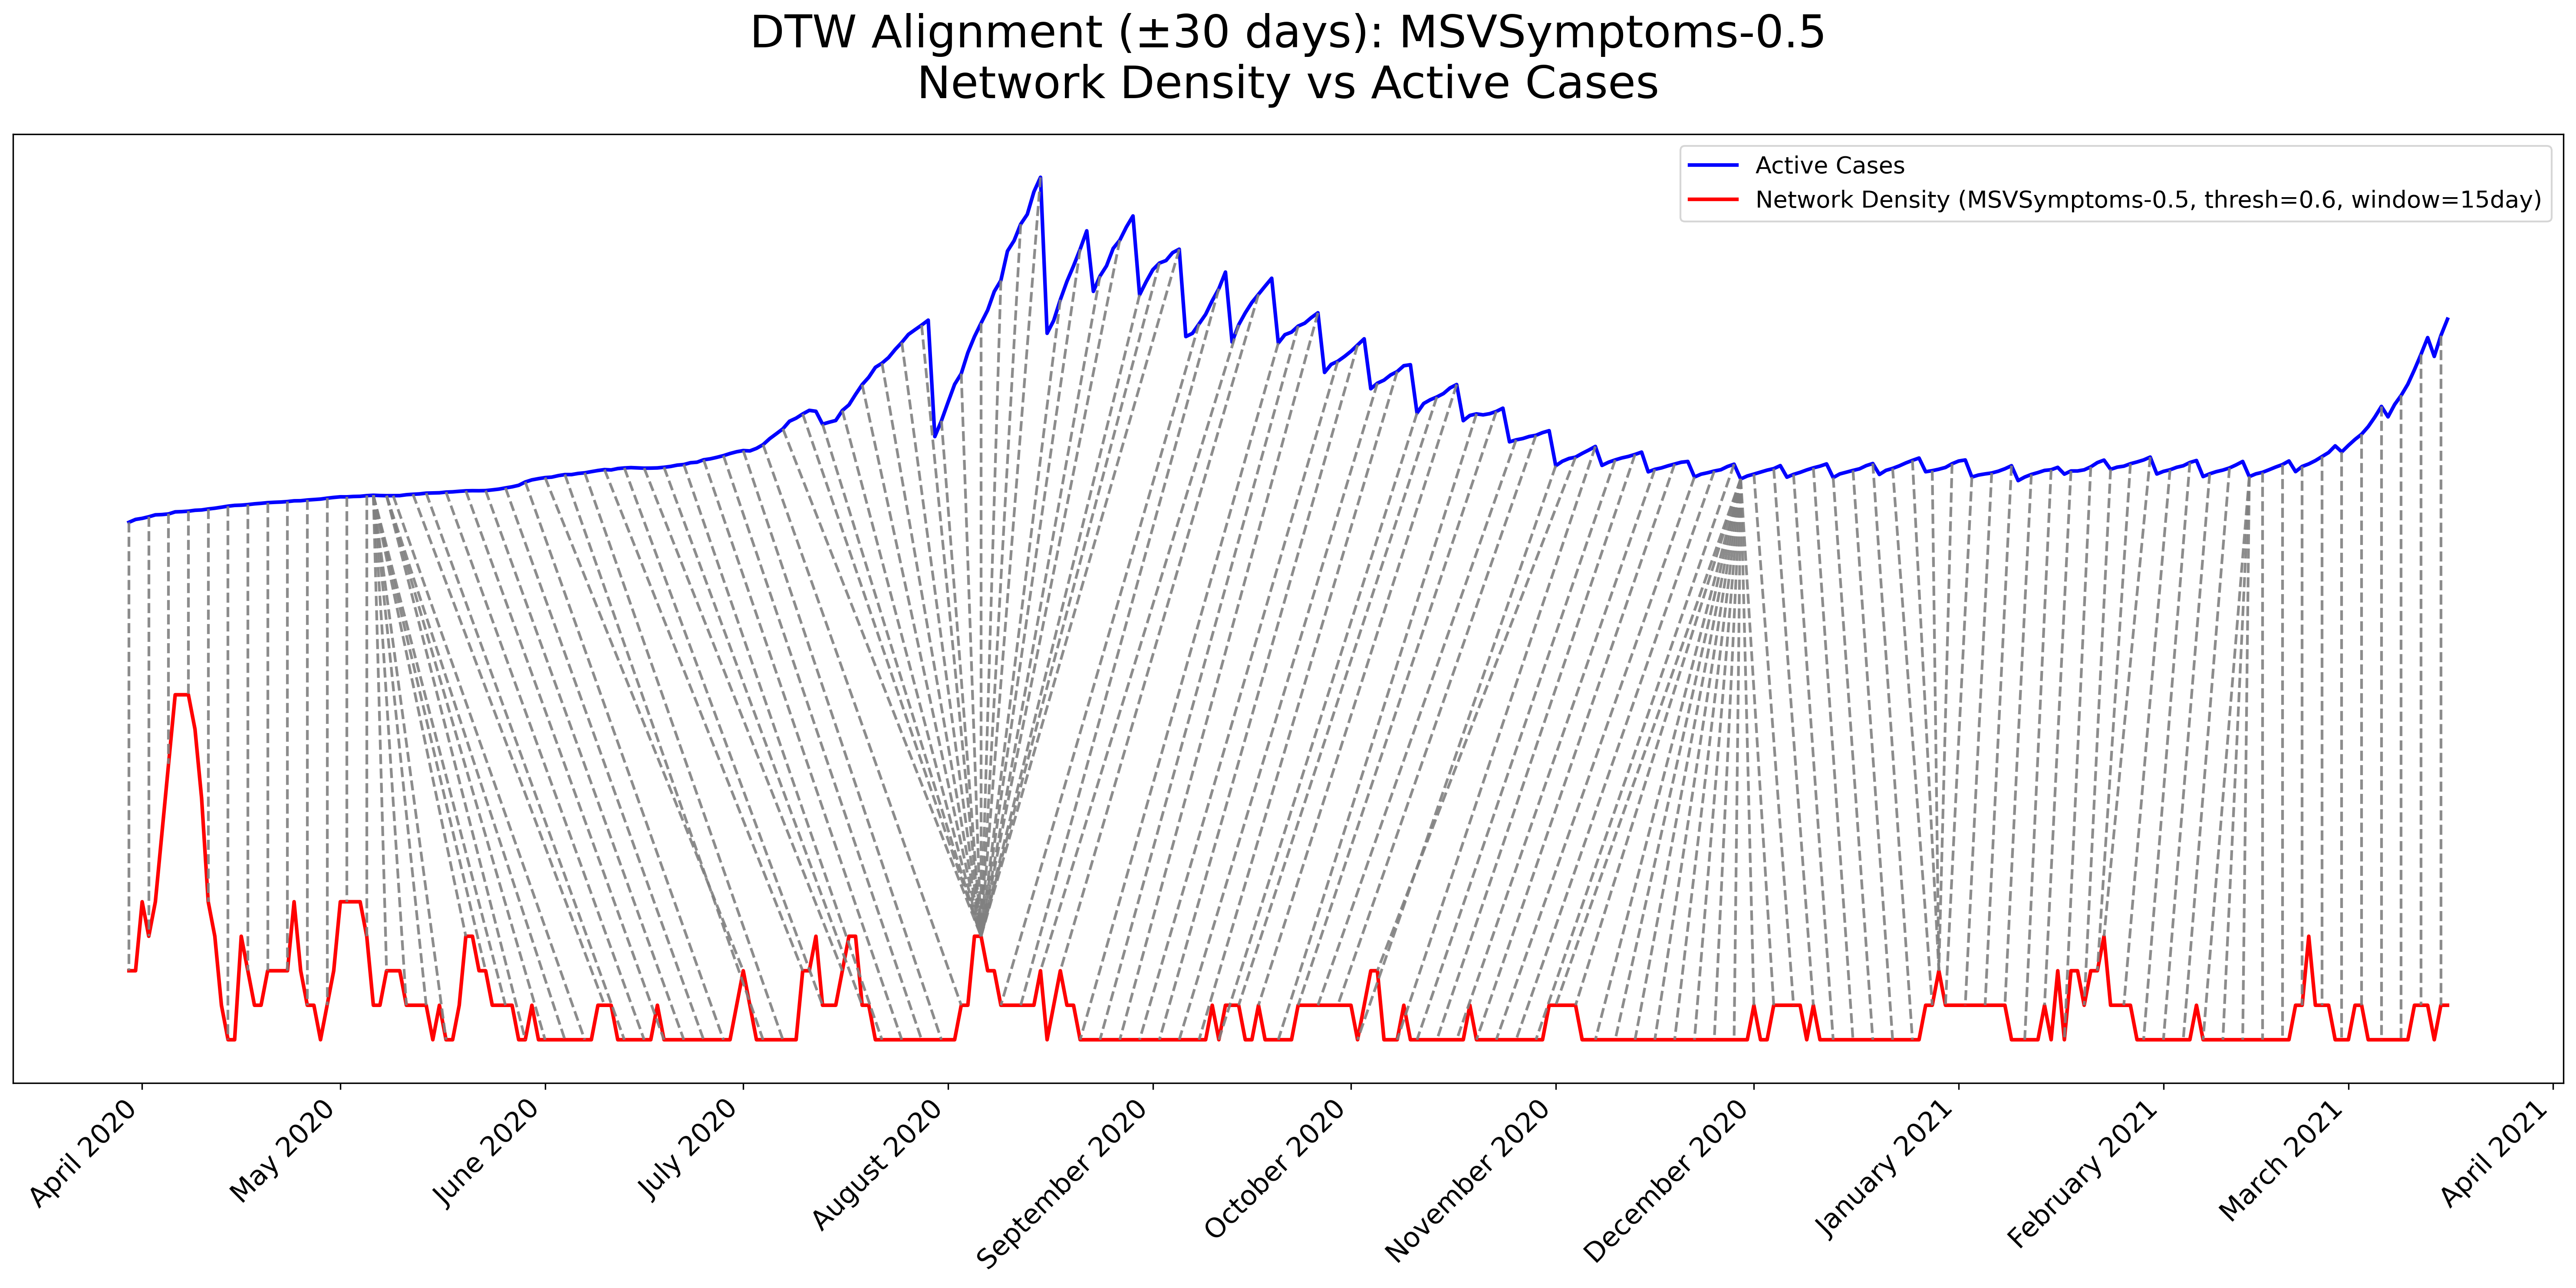 DTW Alignment (±30 days): MSVSymptoms-0.5
Network Density vs Active Cases
Active Cases
Network Density (MSVSymptoms-0.5, thresh=0.6, window=15day)
April 2020
May 2020
June 2020
July 2020
August 2020
September 2020
October 2020
November 2020
December 2020
January 2021
February 2021
March 2021
April 2021